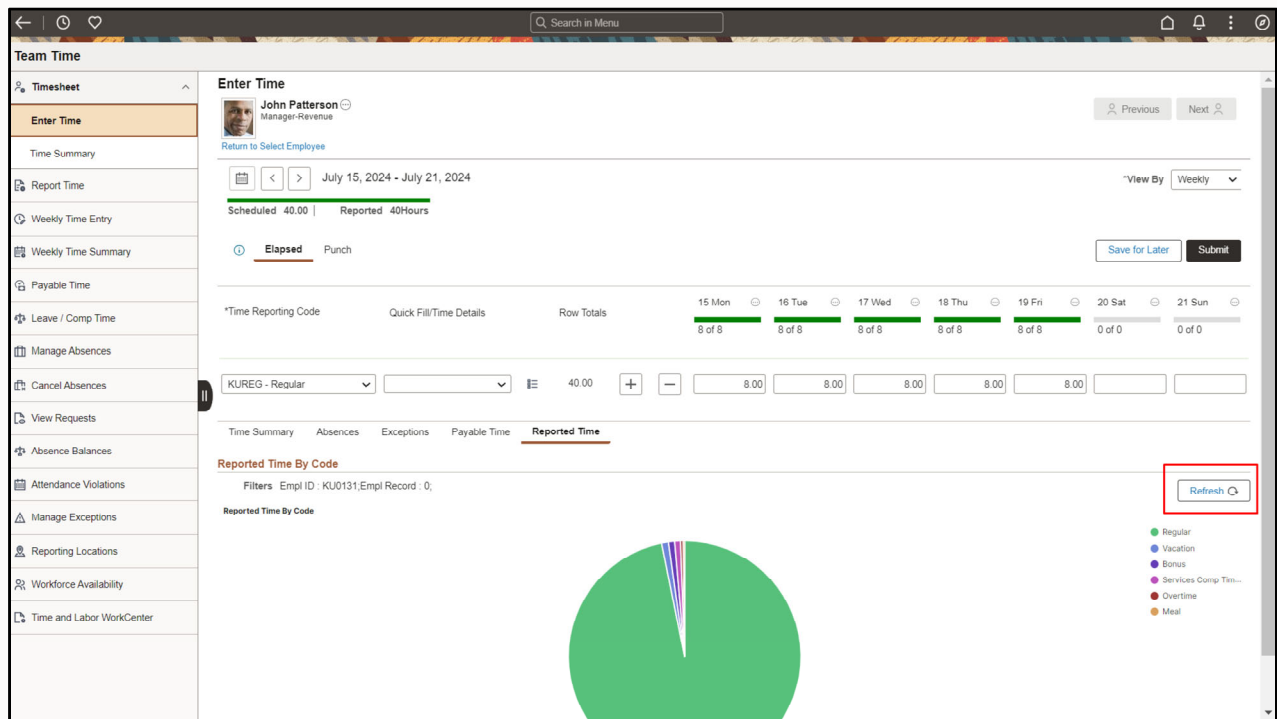 Search in Menu
Team Time
Timesheet
Enter Time
Time Summary
Report Time
Weekly Time Entry
Weekly Time Summary
Payable Time
Leave / Comp Time
Manage Absences
Cancel Absences
View Requests
Absence Balances
Attendance Violations
Manage Exceptions
Reporting Locations
Workforce Availability
Time and Labor WorkCenter
Enter Time
John Patterson
Manager-Revenue
Return to Select Employee
Previous Next
July 15, 2024 - July 21, 2024
*View By Weekly
Scheduled 40.00 | Reported 40Hours
Elapsed Punch
Save for Later Submit
*Time Reporting Code Quick Fill/Time Details Row Totals 15 Mon 16 Tue 17 Wed 18 Thu 19 Fri 20 Sat 21 Sun
8 of 8 8 of 8 8 of 8 8 of 8 8 of 8 0 of 0 0 of 0
KUREG - Regular 40.00 + − 8.00 8.00 8.00 8.00 8.00
Time Summary Absences Exceptions Payable Time Reported Time
Reported Time By Code
Filters Empl ID : KU0131;Empl Record : 0;
Refresh
Reported Time By Code
Regular
Vacation
Bonus
Services Comp Tim...
Overtime
Meal